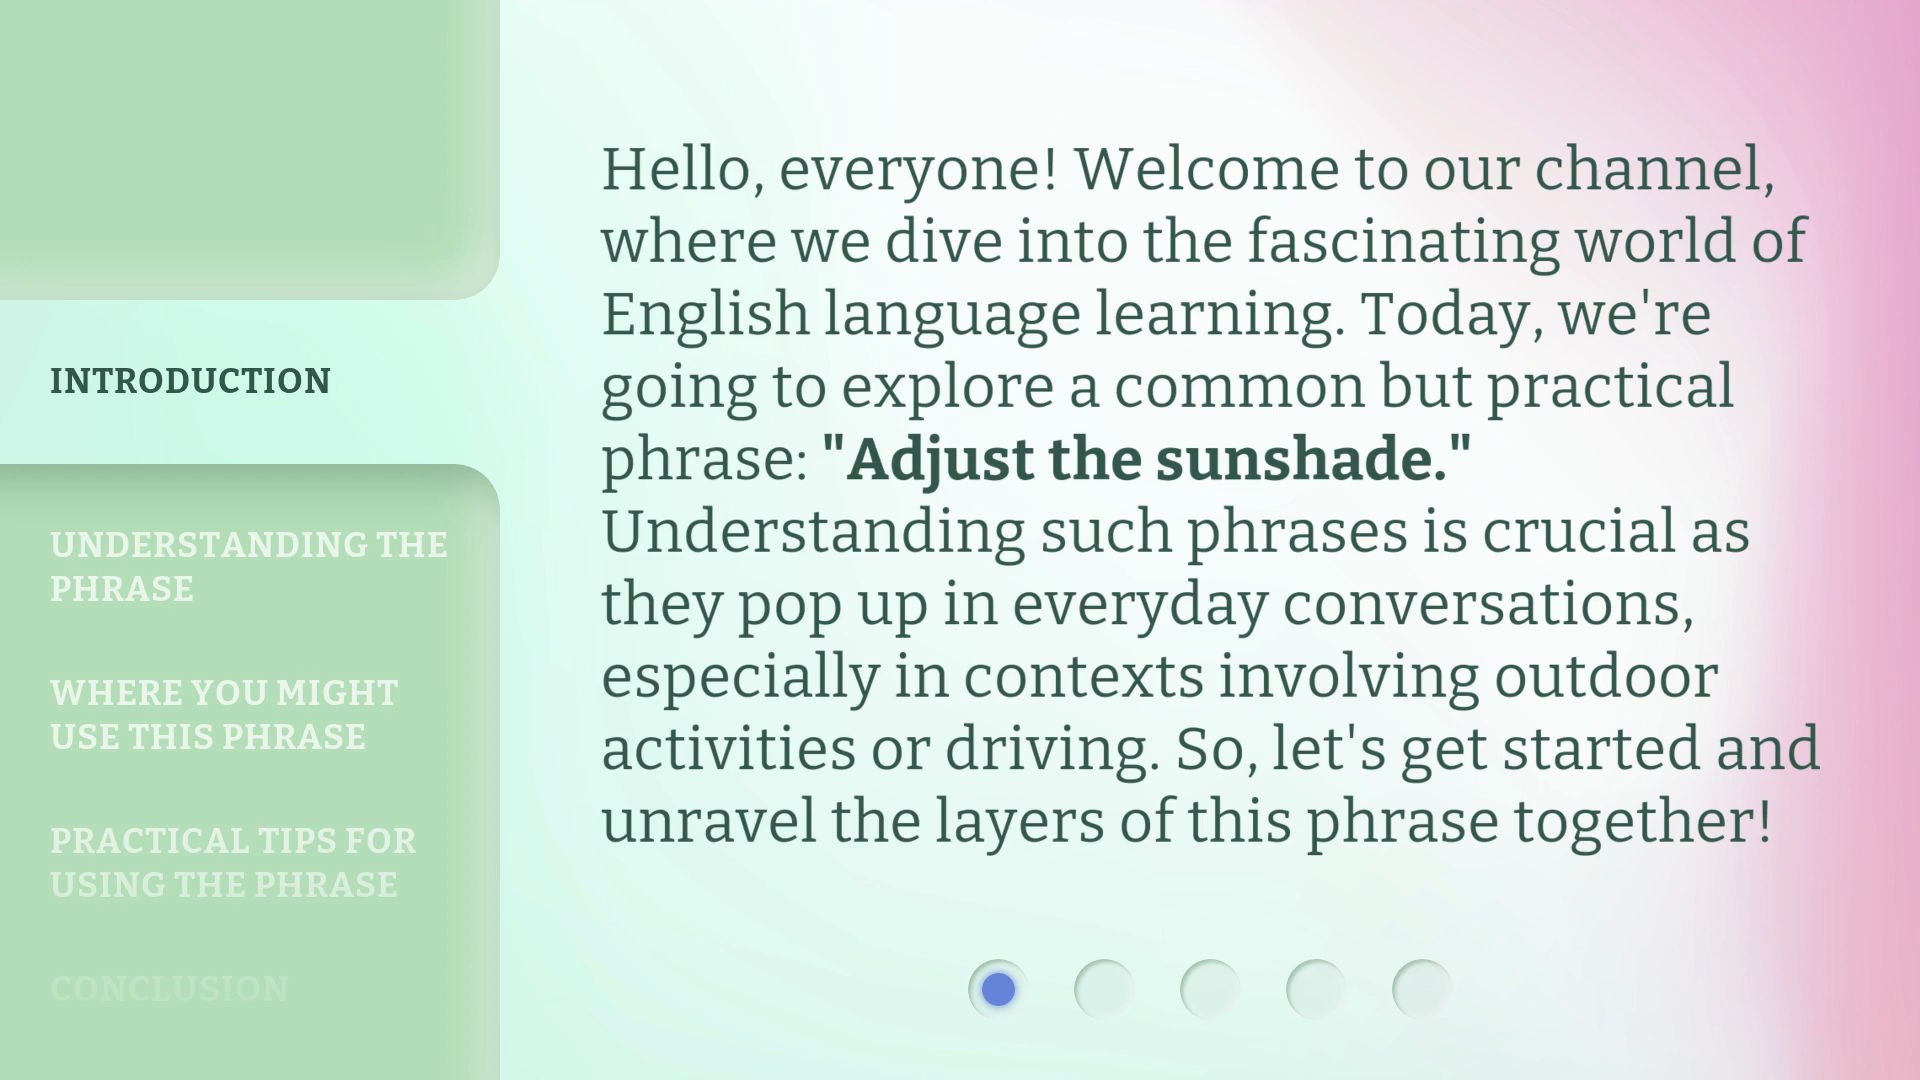 INTRODUCTION
UNDERSTANDING THE
PHRASE
WHERE YOU MIGHT
USE THIS PHRASE
PRACTICAL TIPS FOR
USING THE PHRASE
CONCLUSION
Hello, everyone! Welcome to our channel,
where we dive into the fascinating world of
English language learning. Today, we're
going to explore a common but practical
phrase: "Adjust the sunshade."
Understanding such phrases is crucial as
they pop up in everyday conversations,
especially in contexts involving outdoor
activities or driving. So, let's get started and
unravel the layers of this phrase together!